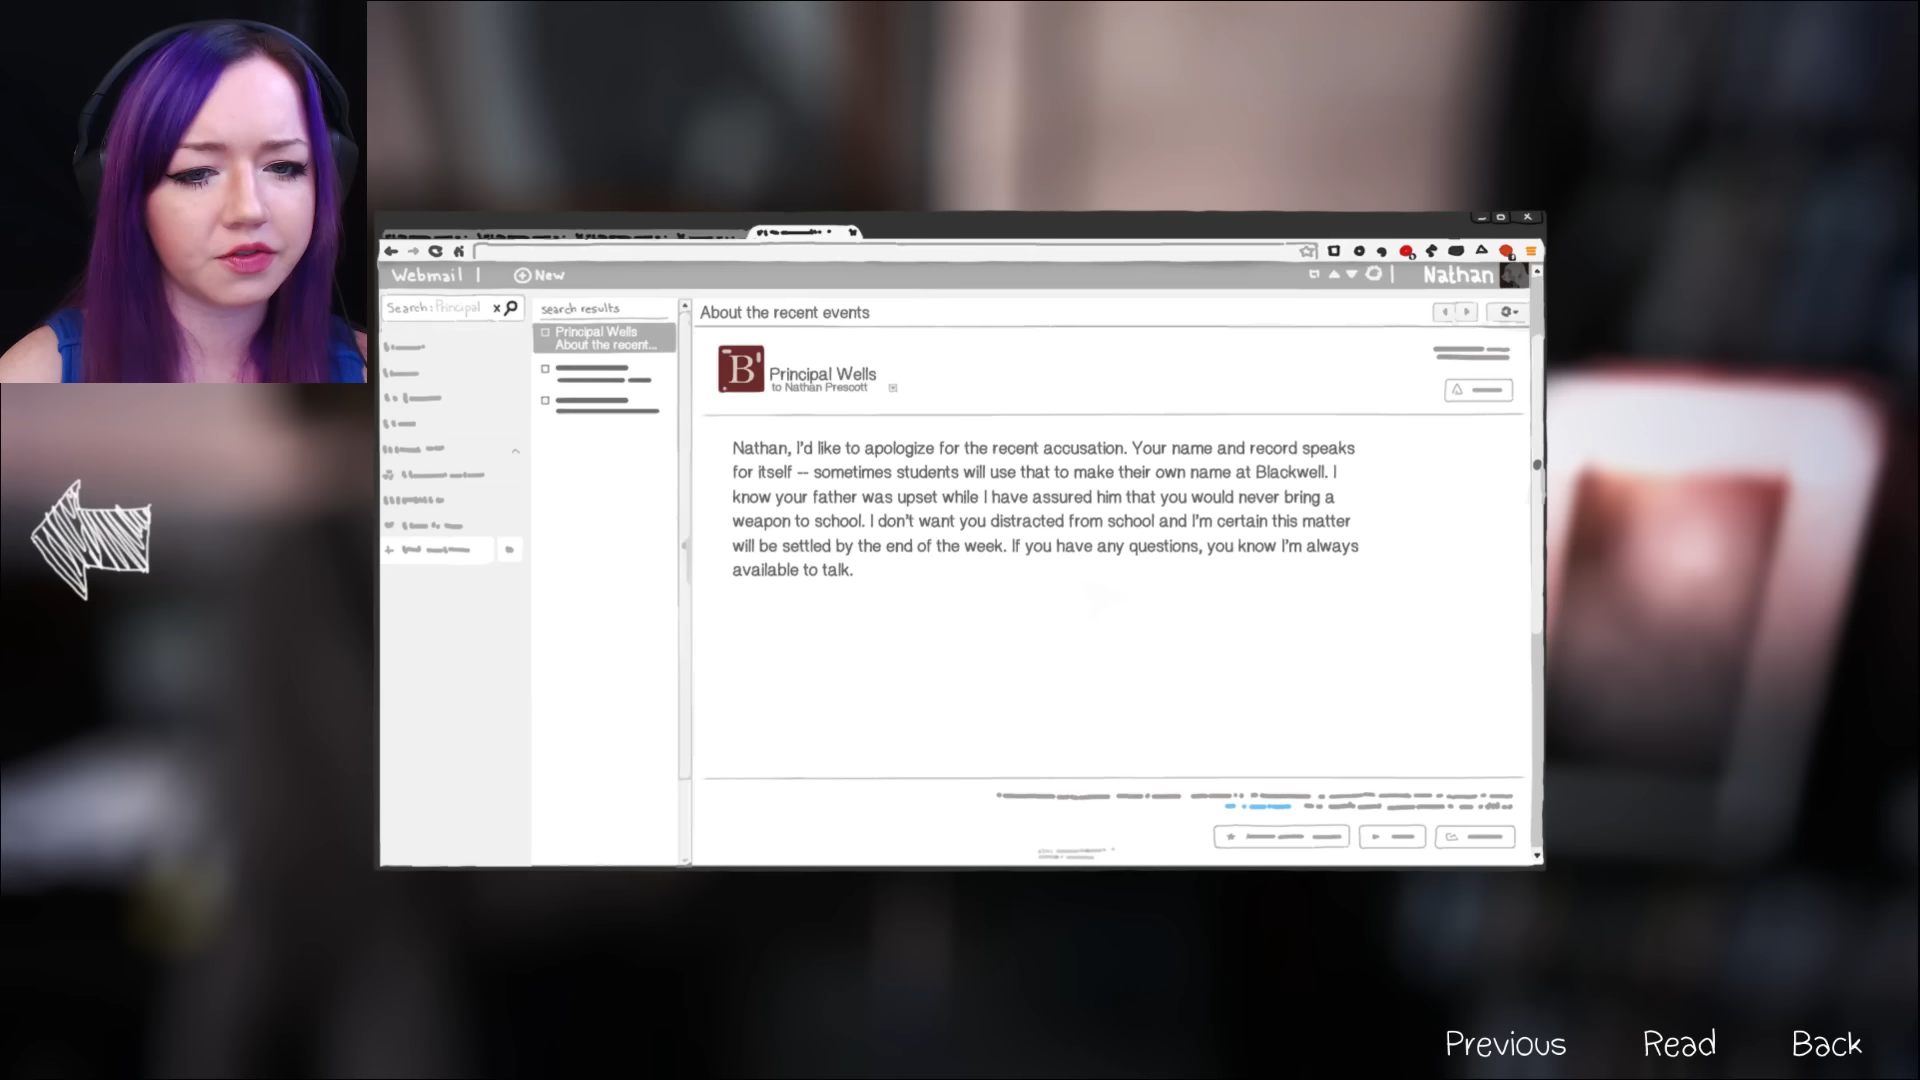 Webmail |
New
Nathan
Search: Principal x
search results
Principal Wells
About the recent...
About the recent events
B
Principal Wells
to Nathan Prescott
Nathan, I'd like to apologize for the recent accusation. Your name and record speaks
for itself -- sometimes students will use that to make their own name at Blackwell. I
know your father was upset while I have assured him that you would never bring a
weapon to school. I don't want you distracted from school and I'm certain this matter
will be settled by the end of the week. If you have any questions, you know I'm always
available to talk.
Previous
Read
Back